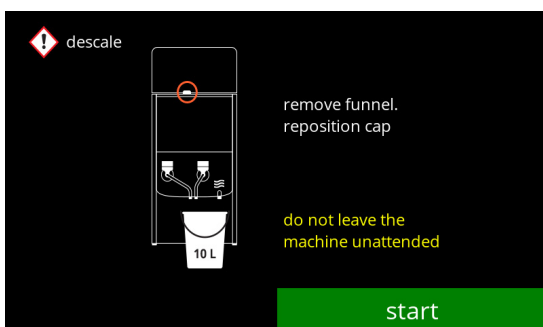 descale
remove funnel.
reposition cap
do not leave the
machine unattended
10 L
start